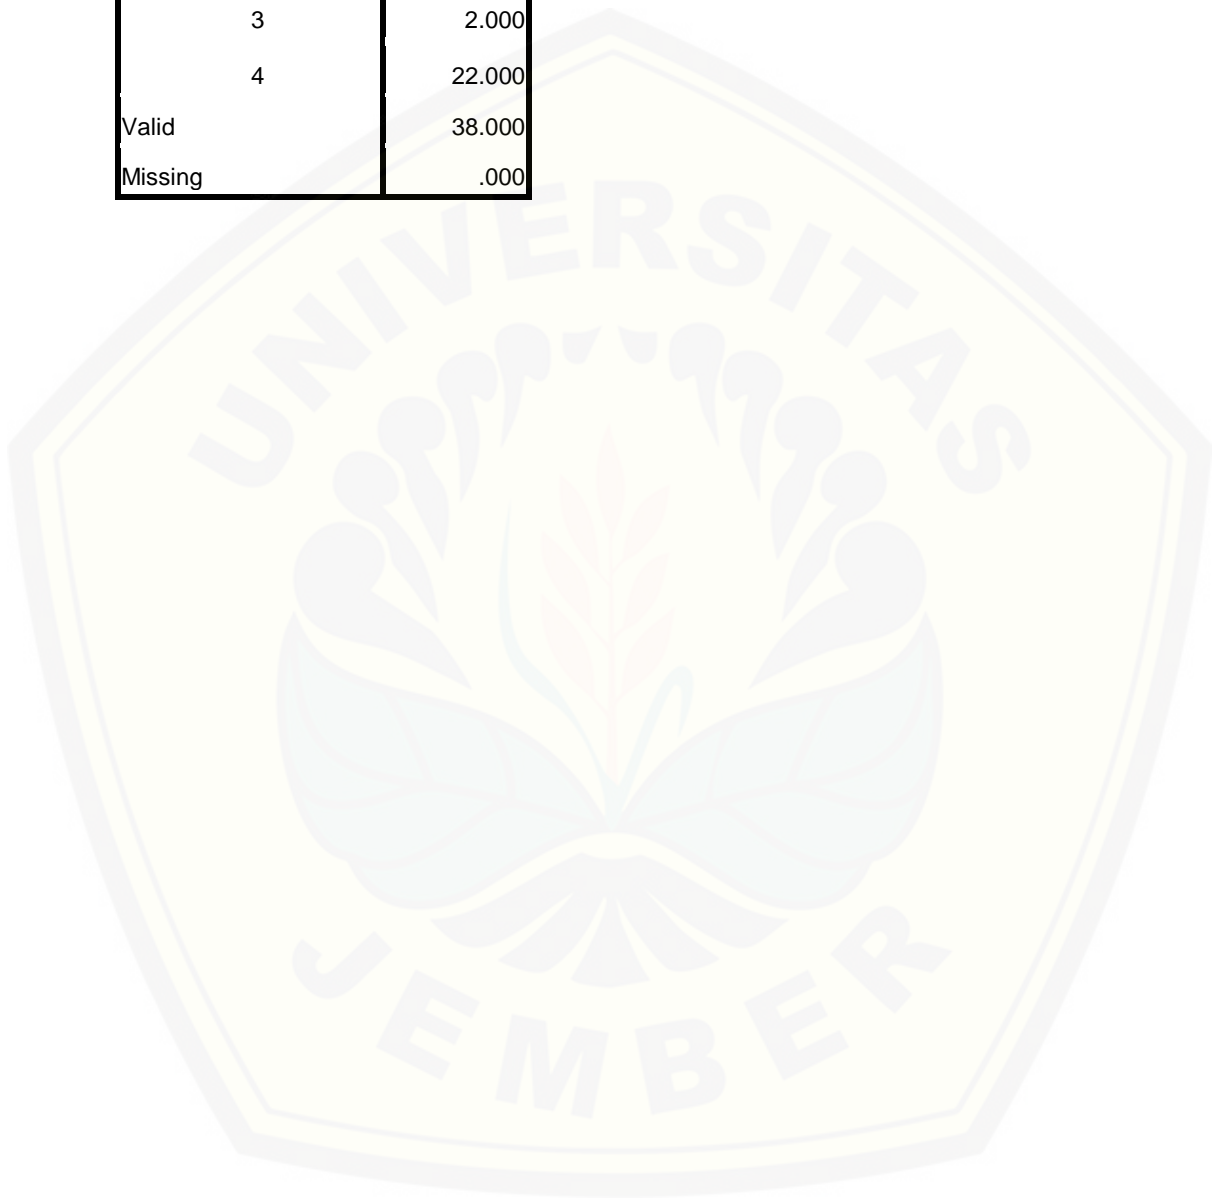 3 2.000
4 22.000
Valid 38.000
Missing .000
UNIVERSITAS
JEMBER